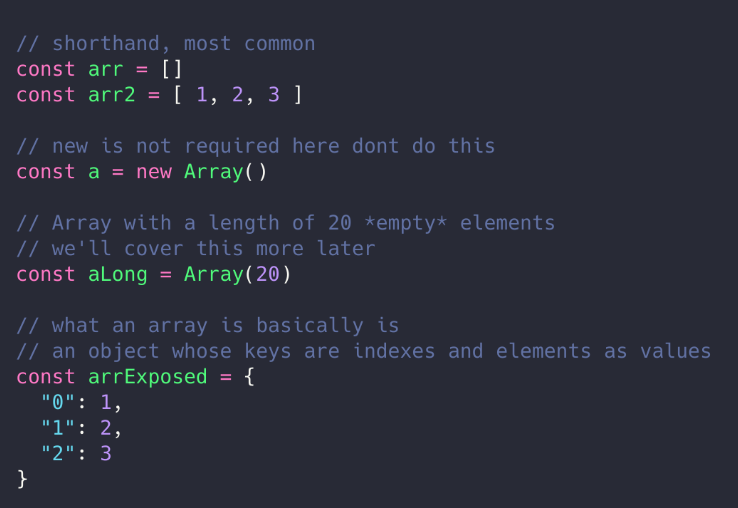 // shorthand, most common
const arr = []
const arr2 = [ 1, 2, 3 ]
// new is not required here dont do this
const a = new Array()
// Array with a length of 20 *empty* elements
// we'll cover this more later
const aLong = Array(20)
// what an array is basically is
// an object whose keys are indexes and elements as values
const arrExposed = {
  "0": 1,
  "1": 2,
  "2": 3
}